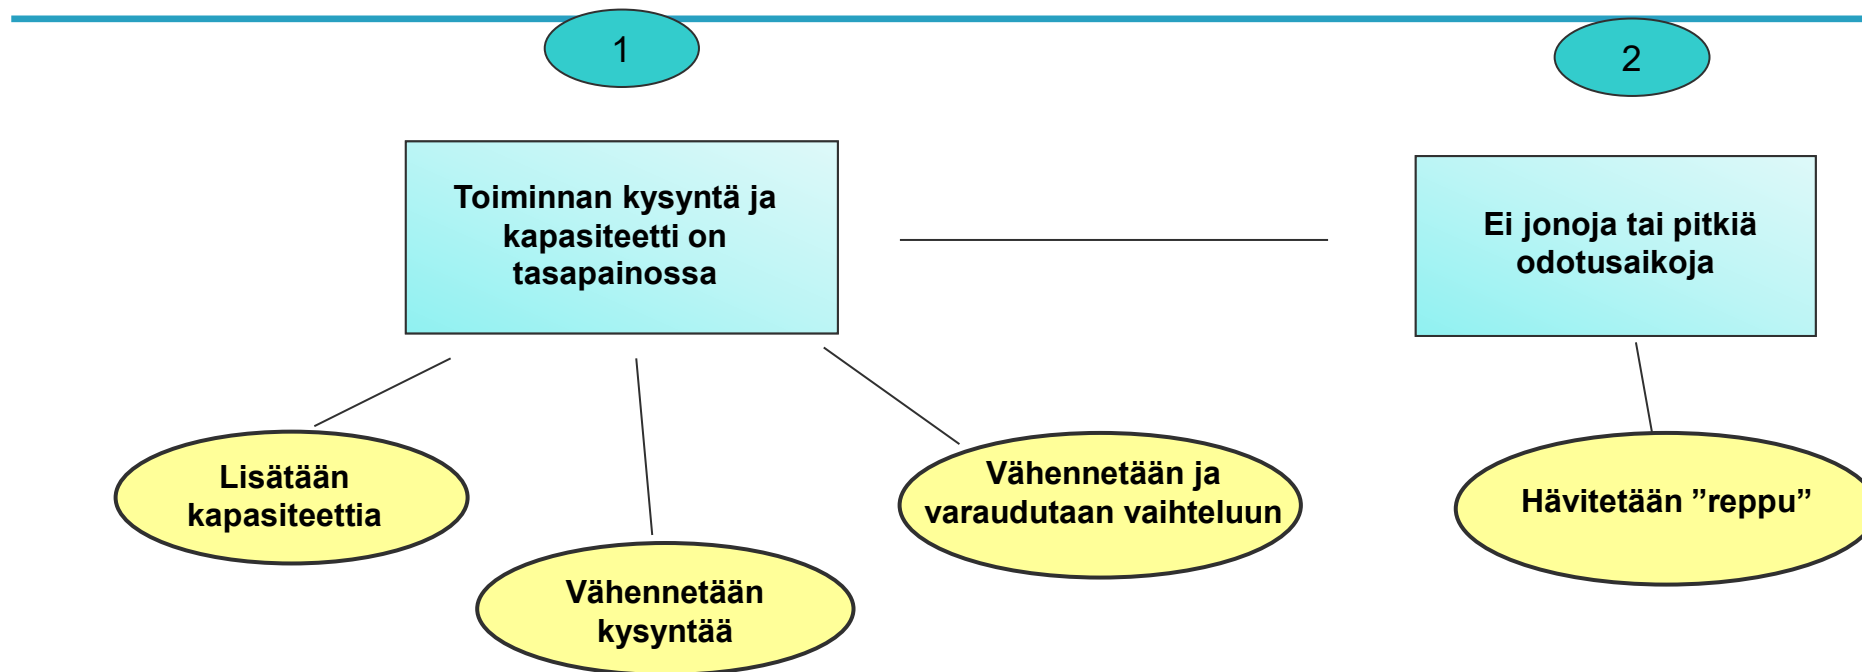 1
2
Toiminnan kysyntä ja
kapasiteetti on
tasapainossa
Ei jonoja tai pitkiä
odotusaikoja
Lisätään
kapasiteettia
Vähennetään
kysyntää
Vähennetään ja
varaudutaan vaihteluun
Hävitetään ”reppu”